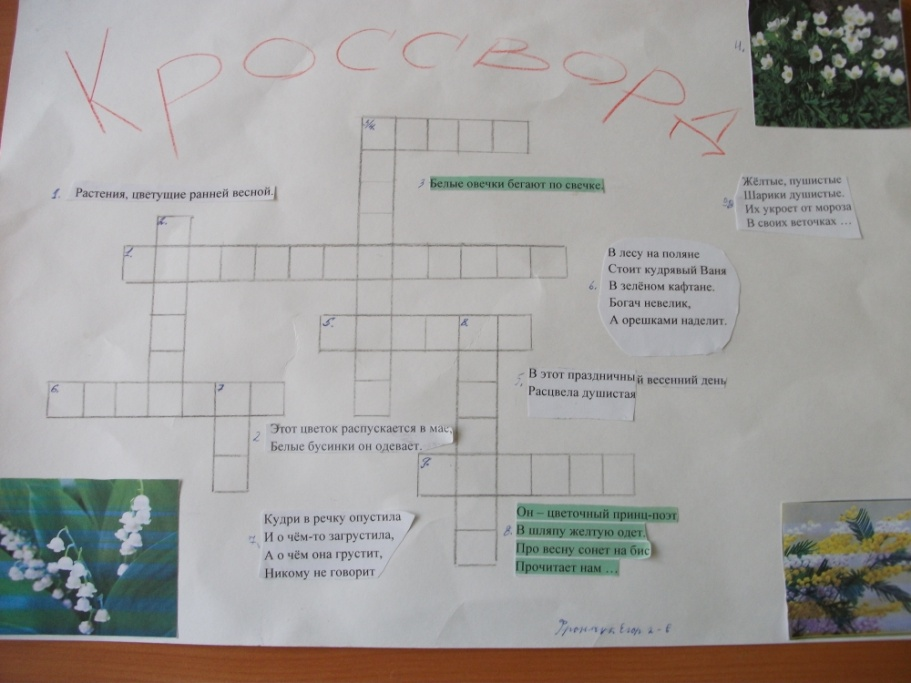 КРОССВОРД
4.
1. Растения, цветущие ранней весной.
3 Белые овечки бегают по свечке.
Жёлтые, пушистые
Шарики душистые.
Их укроет от мороза
В своих веточках …
6. В лесу на поляне
Стоит кудрявый Ваня
В зелёном кафтане.
Богач невелик,
А орешками наделит.
5. В этот праздничный весенний день
Расцвела душистая
2 Этот цветок распускается в мае,
Белые бусинки он одевает.
7. Кудри в речку опустила
И о чём-то загрустила,
А о чём она грустит,
Никому не говорит
8. Он – цветочный принц-поэт
В шляпу желтую одет.
Про весну сонет на бис
Прочитает нам …
Егор 2-в